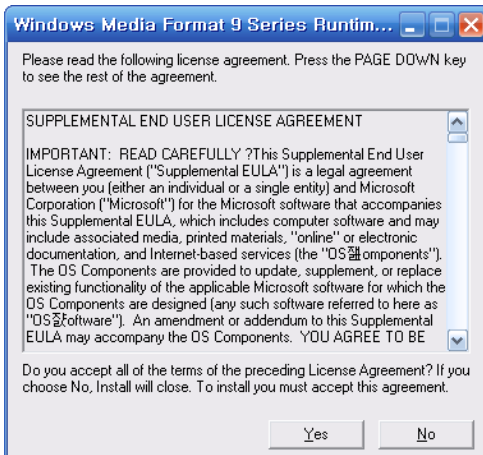 Windows Media Format 9 Series Runtim...
Please read the following license agreement. Press the PAGE DOWN key
to see the rest of the agreement.
SUPPLEMENTAL END USER LICENSE AGREEMENT
IMPORTANT:  READ CAREFULLY ?This Supplemental End User
License Agreement ("Supplemental EULA") is a legal agreement
between you (either an individual or a single entity) and Microsoft
Corporation ("Microsoft") for the Microsoft software that accompanies
this Supplemental EULA, which includes computer software and may
include associated media, printed materials, "online" or electronic
documentation, and Internet-based services (the "OS잶omponents").
The OS Components are provided to update, supplement, or replace
existing functionality of the applicable Microsoft software for which the
OS Components are designed (any such software referred to here as
"OS잸oftware").  An amendment or addendum to this Supplemental
EULA may accompany the OS Components.  YOU AGREE TO BE
Do you accept all of the terms of the preceding License Agreement? If you
choose No, Install will close. To install you must accept this agreement.
Yes
No